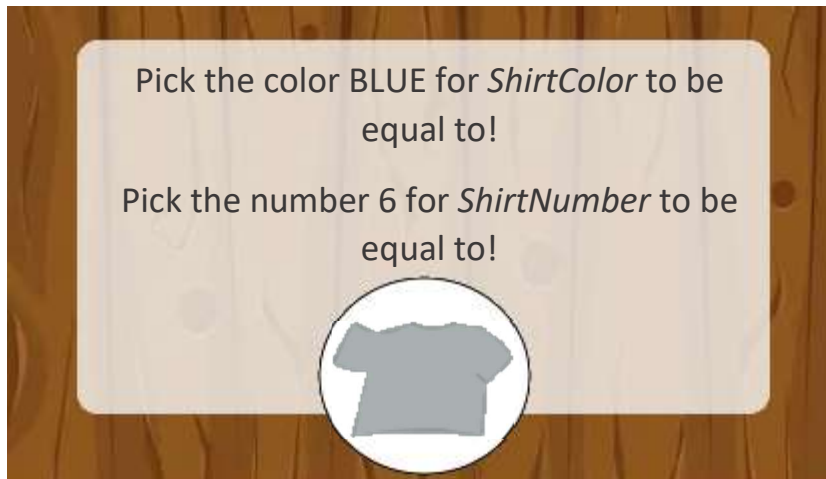 Pick the color BLUE for ShirtColor to be
equal to!
Pick the number 6 for ShirtNumber to be
equal to!